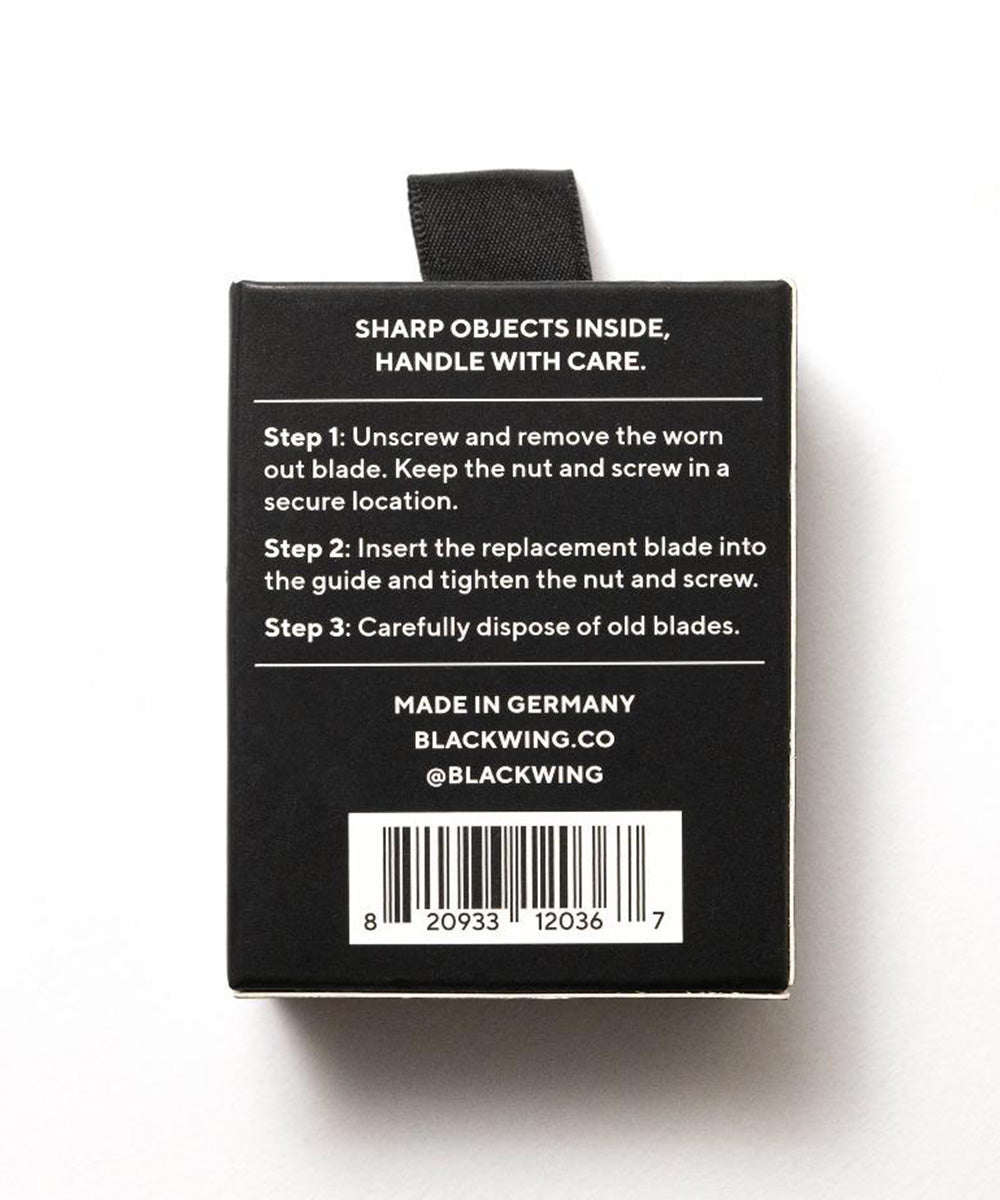 SHARP OBJECTS INSIDE,
HANDLE WITH CARE.
Step 1: Unscrew and remove the worn
out blade. Keep the nut and screw in a
secure location.
Step 2: Insert the replacement blade into
the guide and tighten the nut and screw.
Step 3: Carefully dispose of old blades.
MADE IN GERMANY
BLACKWING.CO
@BLACKWING
8 20933 12036 7